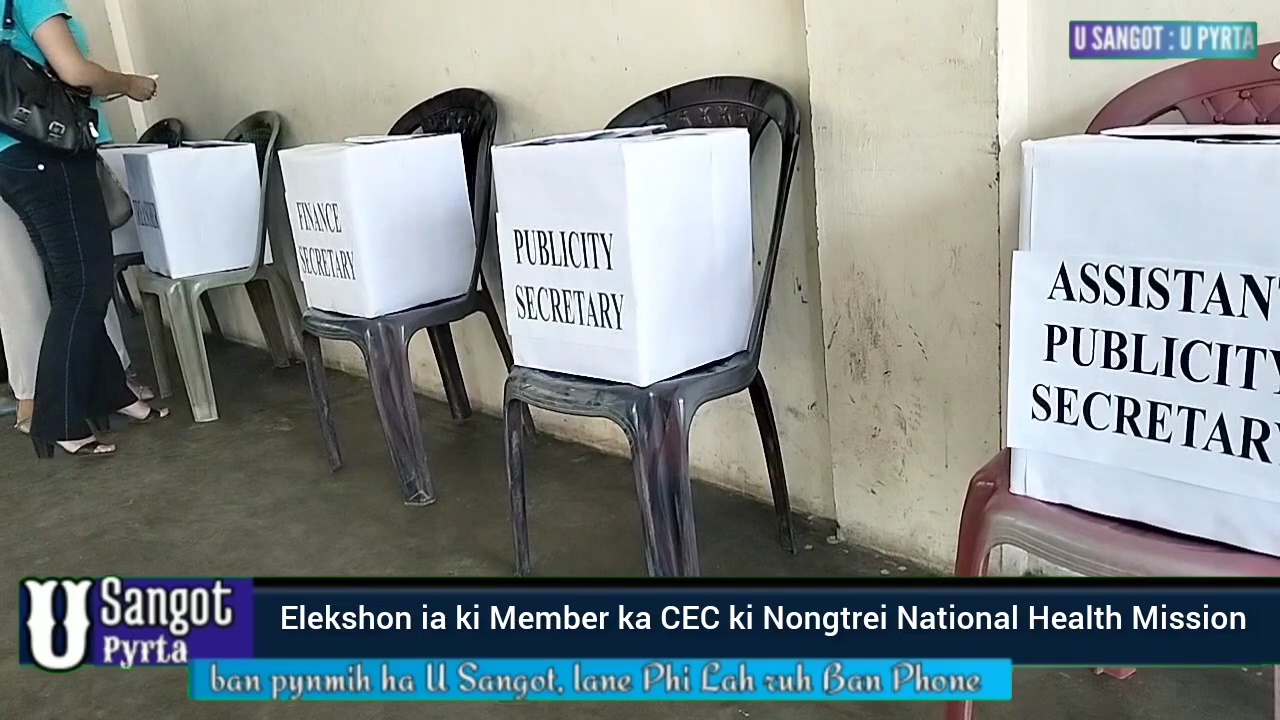 U SANGOT : U PYRTA
FINANCE
SECRETARY
PUBLICITY
SECRETARY
ASSISTANT
PUBLICITY
SECRETARY
U Sangot
Pyrta
Elekshon ia ki Member ka CEC ki Nongtrei National Health Mission
ban pynmih ha U Sangot, lane Phi Lah ruh Ban Phone